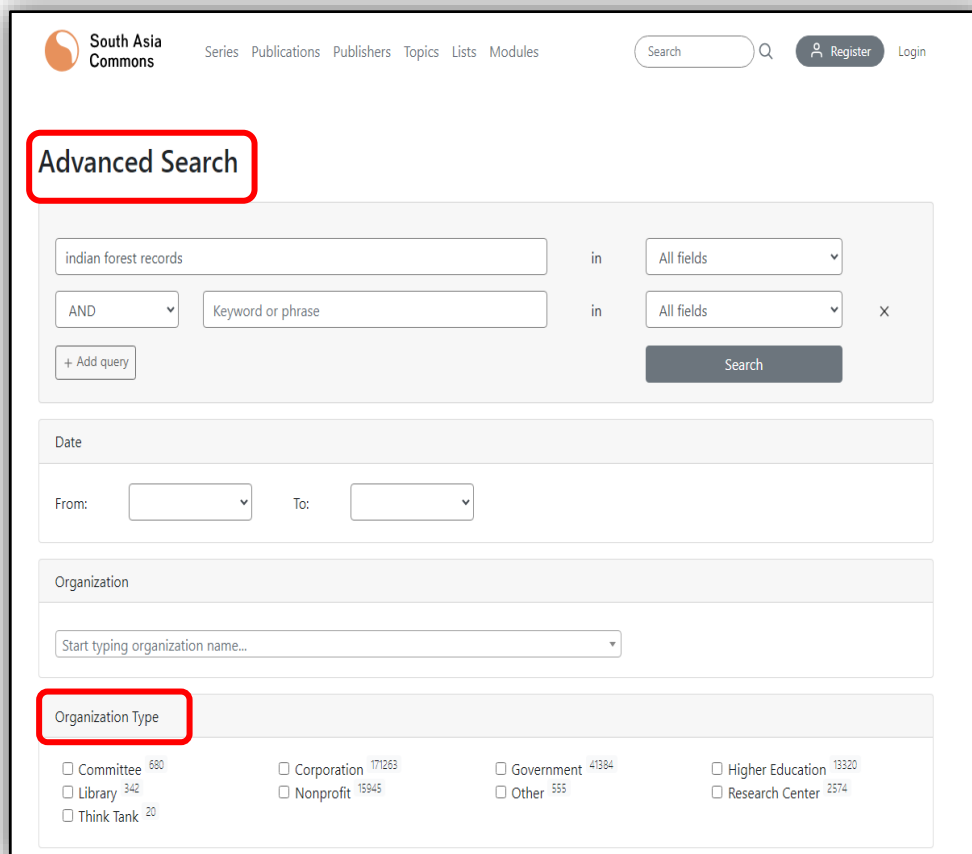 South Asia
Commons
Series Publications Publishers Topics Lists Modules
Search
Register
Login
Advanced Search
indian forest records in All fields
AND Keyword or phrase in All fields X
+ Add query Search
Date
From: To:
Organization
Start typing organization name...
Organization Type
Committee 680 Corporation 171263 Government 41384 Higher Education 13320
Library 342 Nonprofit 15945 Other 555 Research Center 2574
Think Tank 20